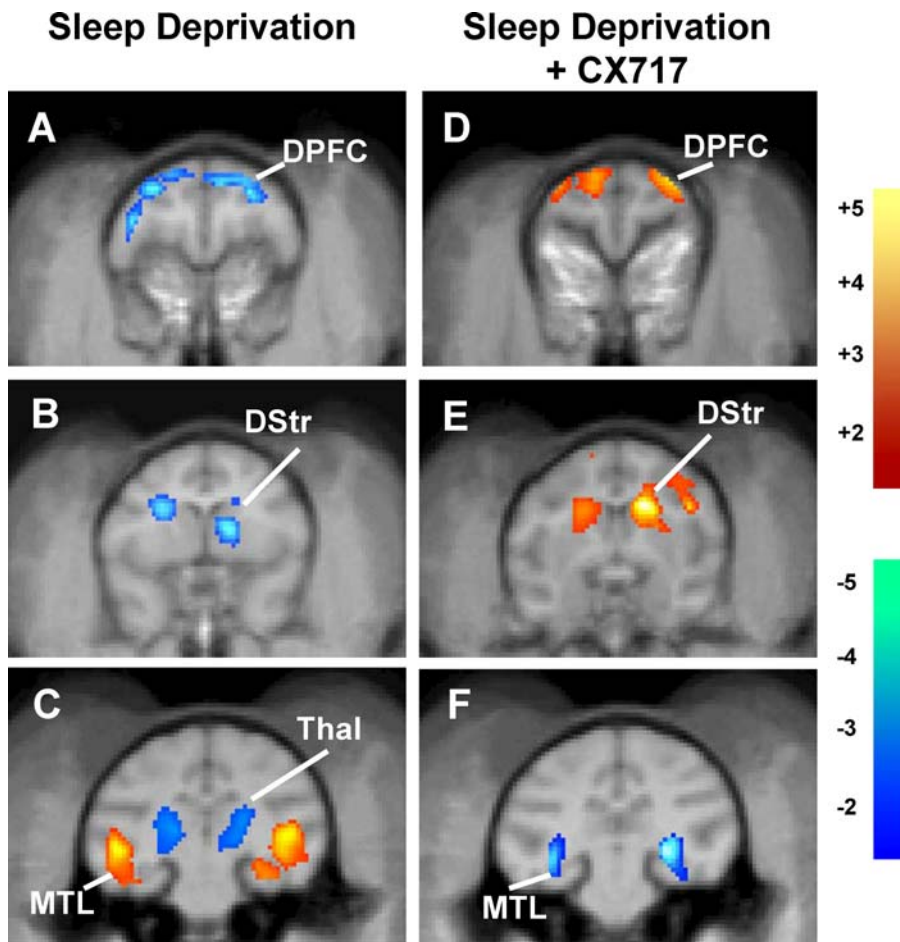 Sleep Deprivation
Sleep Deprivation
+ CX717
A
DPFC
D
DPFC
+5
+4
+3
+2
B
DStr
E
DStr
-5
-4
-3
-2
C
Thal
MTL
F
MTL